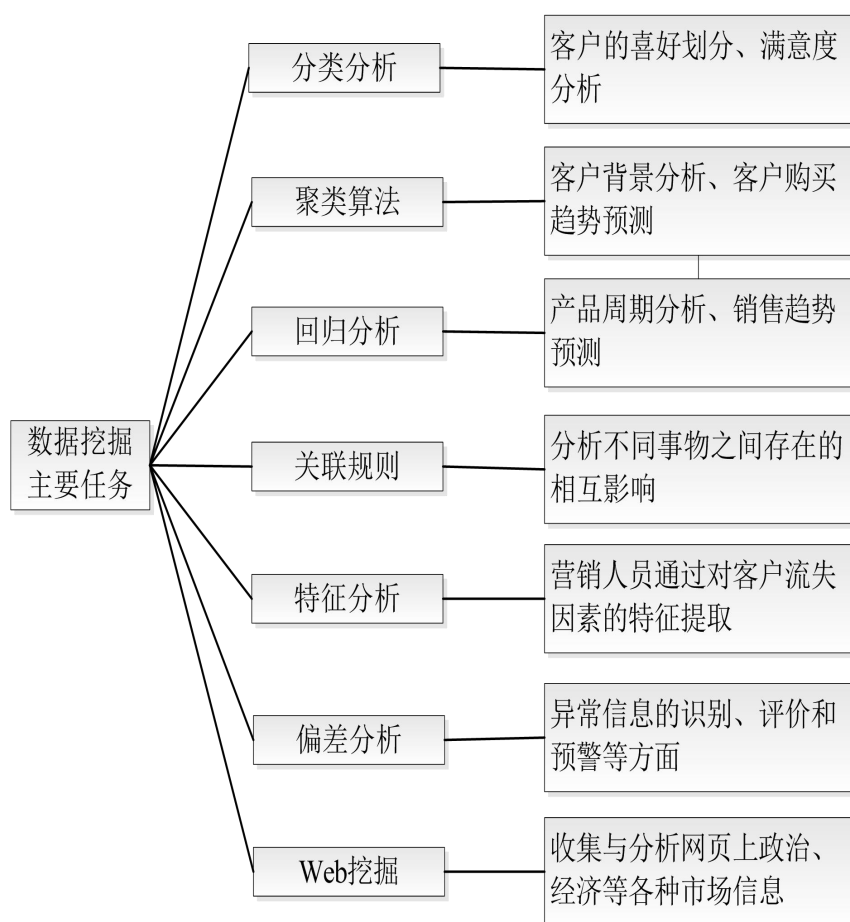 分类分析
客户的喜好划分、满意度
分析
聚类算法
客户背景分析、客户购买
趋势预测
回归分析
产品周期分析、销售趋势
预测
数据挖掘
主要任务
关联规则
分析不同事物之间存在的
相互影响
特征分析
营销人员通过对客户流失
因素的特征提取
偏差分析
异常信息的识别、评价和
预警等方面
Web挖掘
收集与分析网页上政治、
经济等各种市场信息